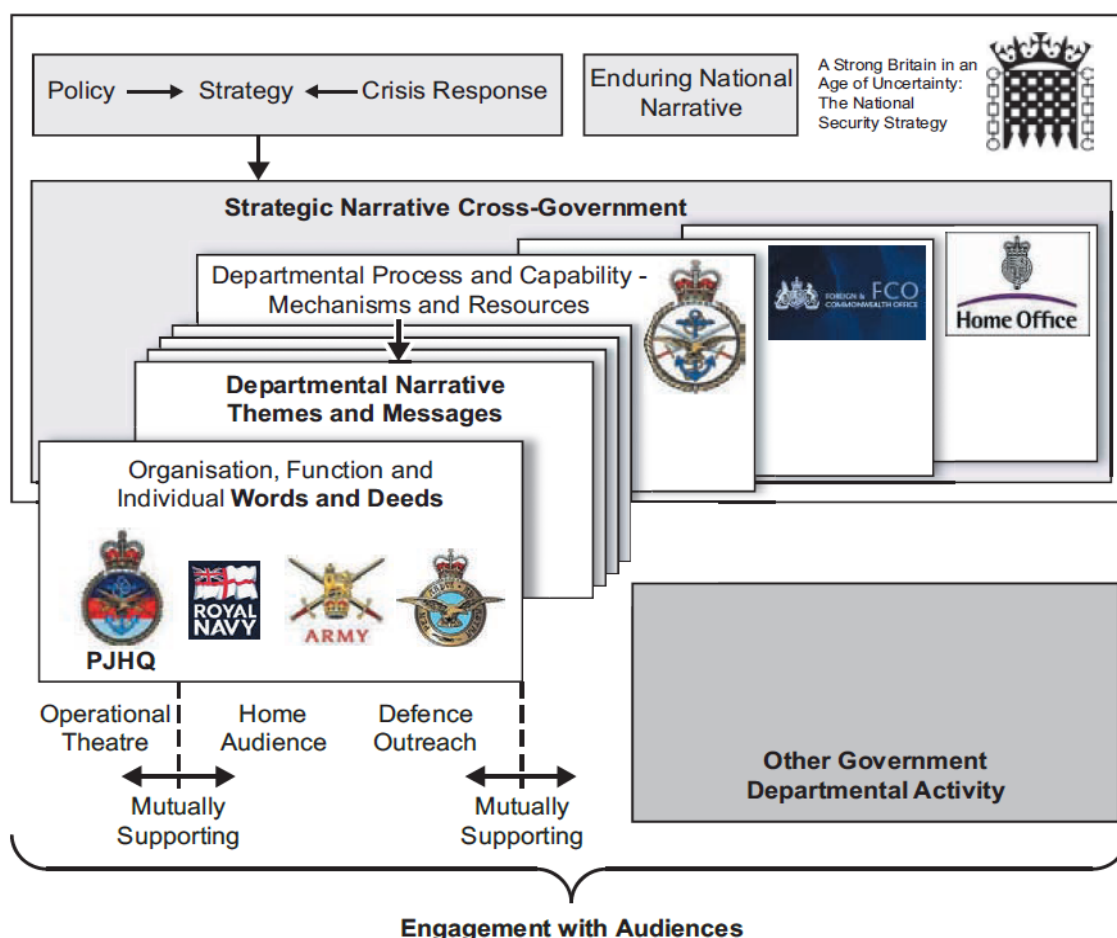 Policy
Strategy
Crisis Response
Enduring National
Narrative
A Strong Britain in an
Age of Uncertainty:
The National
Security Strategy
Strategic Narrative Cross-Government
Departmental Process and Capability -
Mechanisms and Resources
FOREIGN &
COMMONWEALTH OFFICE
FCO
Home Office
Departmental Narrative
Themes and Messages
Organisation, Function and
Individual Words and Deeds
PJHQ
ROYAL
NAVY
ARMY
Operational
Theatre
Home
Audience
Defence
Outreach
Mutually
Supporting
Mutually
Supporting
Other Government
Departmental Activity
Engagement with Audiences